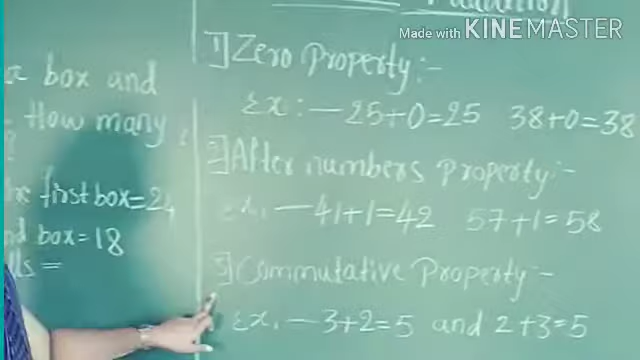 Addition
Made with KINEMASTER
1] Zero Property:-
Ex:- 25+0=25 38+0=38
2] After numbers Property:-
Ex. - 41+1=42 57+1=58
3] Commutative Property -
Ex. - 3+2=5 and 2+3=5
a box and
How many
?
first box=24
box=18
=